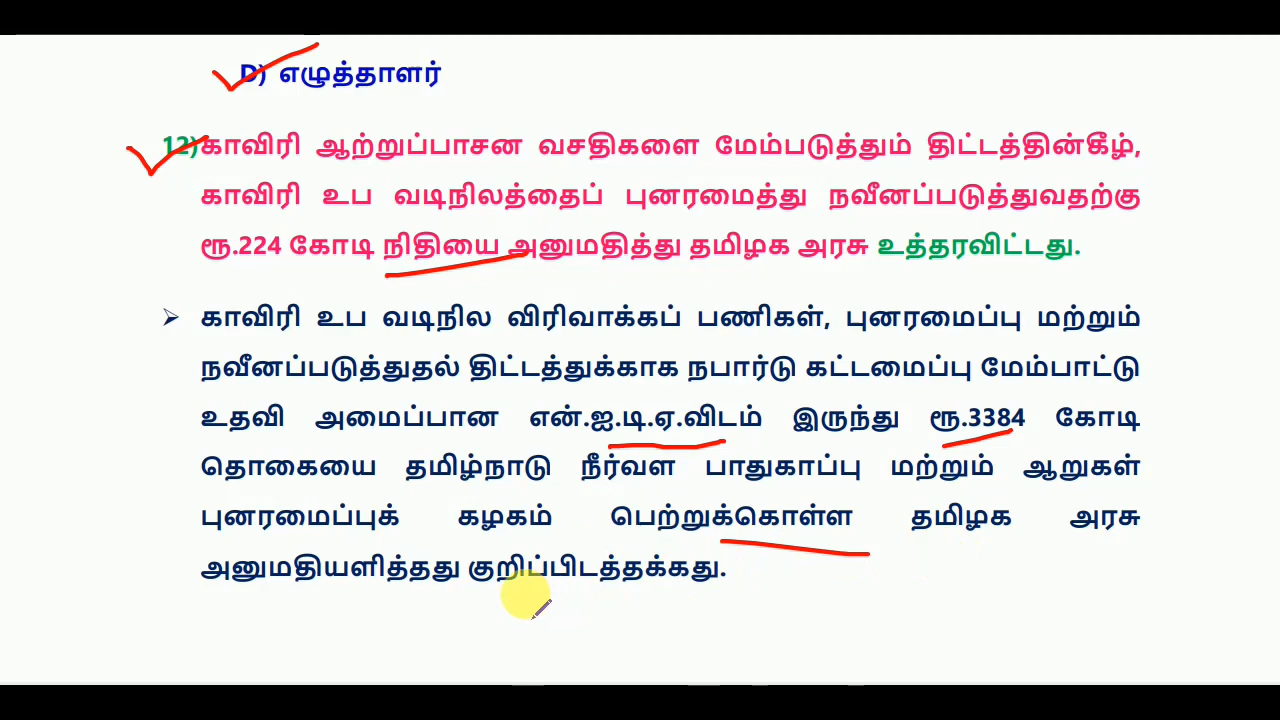 D) எழுத்தாளர்
12)காவிரி ஆற்றுப்பாசன வசதிகளை மேம்படுத்தும் திட்டத்தின்கீழ்,
காவிரி உப வடிநிலத்தைப் புனரமைத்து நவீனப்படுத்துவதற்கு
ரூ.224 கோடி நிதியை அனுமதித்து தமிழக அரசு உத்தரவிட்டது.
➢ காவிரி உப வடிநில விரிவாக்கப் பணிகள், புனரமைப்பு மற்றும்
நவீனப்படுத்துதல் திட்டத்துக்காக நபார்டு கட்டமைப்பு மேம்பாட்டு
உதவி அமைப்பான என்.ஐ.டி.ஏ.விடம் இருந்து ரூ.3384 கோடி
தொகையை தமிழ்நாடு நீர்வள பாதுகாப்பு மற்றும் ஆறுகள்
புனரமைப்புக் கழகம் பெற்றுக்கொள்ள தமிழக அரசு
அனுமதியளித்தது குறிப்பிடத்தக்கது.